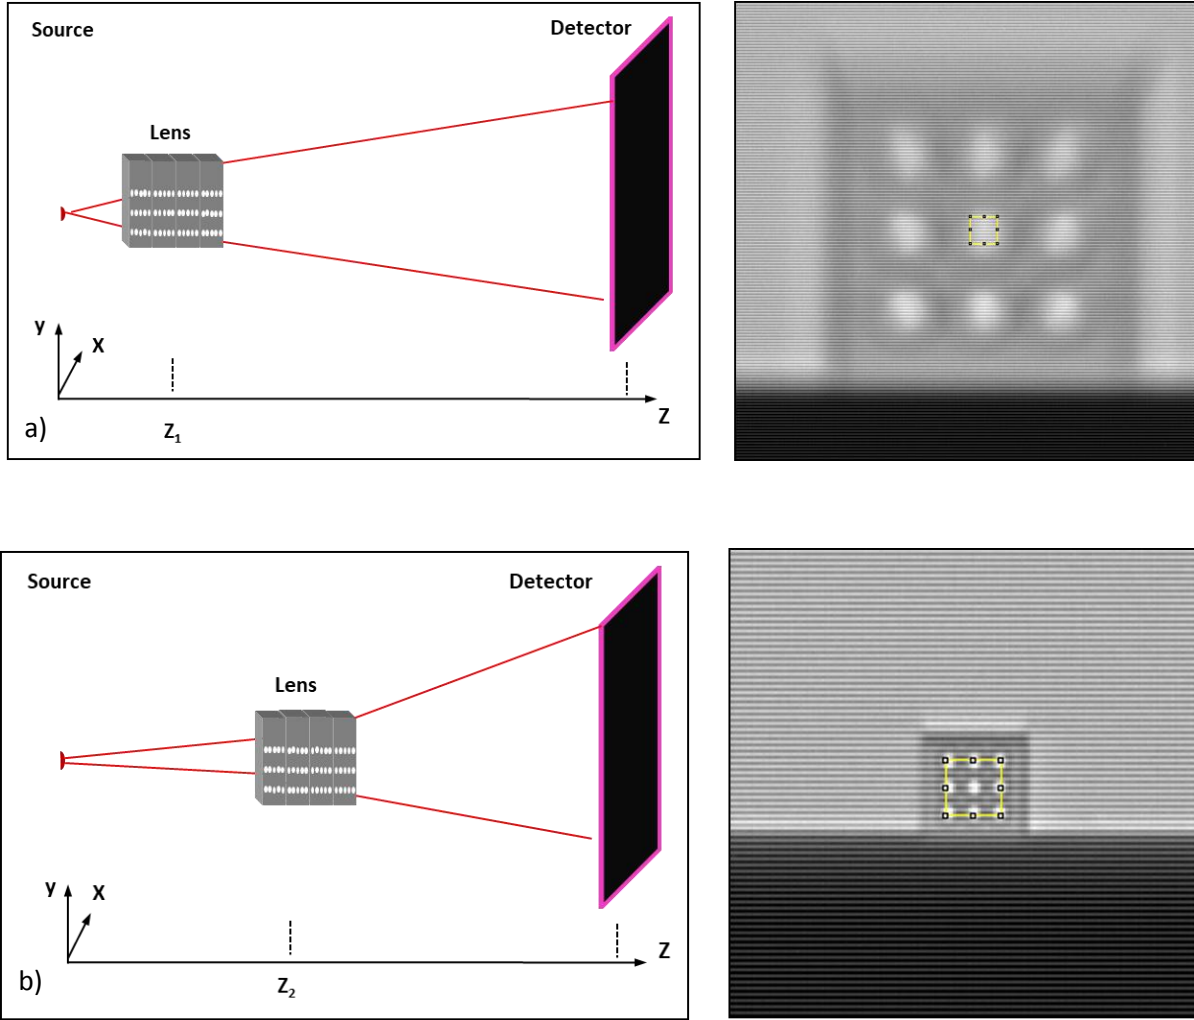 Source
Detector
Lens
y
X
Z
Z1
a)
Source
Detector
Lens
y
X
Z
Z2
b)